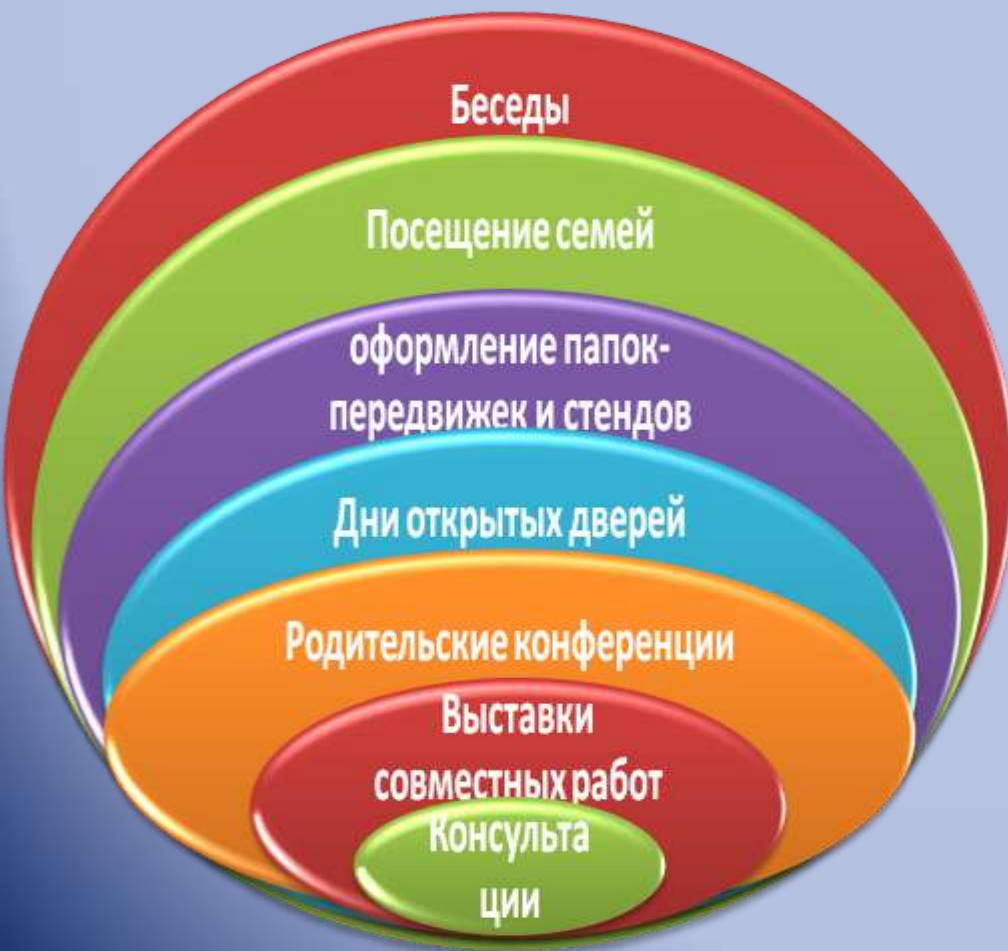 Беседы
Посещение семей
оформление папок-
передвижек и стендов
Дни открытых дверей
Родительские конференции
Выставки
совместных работ
Консульта
ции